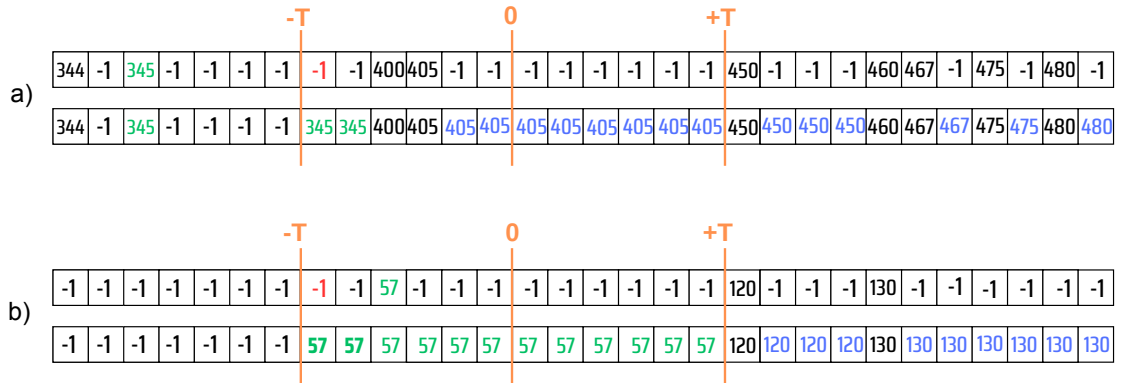 -T 0 +T
344 -1 345 -1 -1 -1 -1 -1 -1 400 405 -1 -1 -1 -1 -1 -1 -1 -1 450 -1 -1 -1 460 467 -1 475 -1 480 -1
a)
344 -1 345 -1 -1 -1 -1 345 345 400 405 405 405 405 405 405 405 405 405 450 450 450 450 460 467 467 475 475 480 480
-T 0 +T
-1 -1 -1 -1 -1 -1 -1 -1 -1 57 -1 -1 -1 -1 -1 -1 -1 -1 -1 120 -1 -1 -1 130 -1 -1 -1 -1 -1 -1
b)
-1 -1 -1 -1 -1 -1 -1 57 57 57 57 57 57 57 57 57 57 57 57 120 120 120 120 130 130 130 130 130 130 130